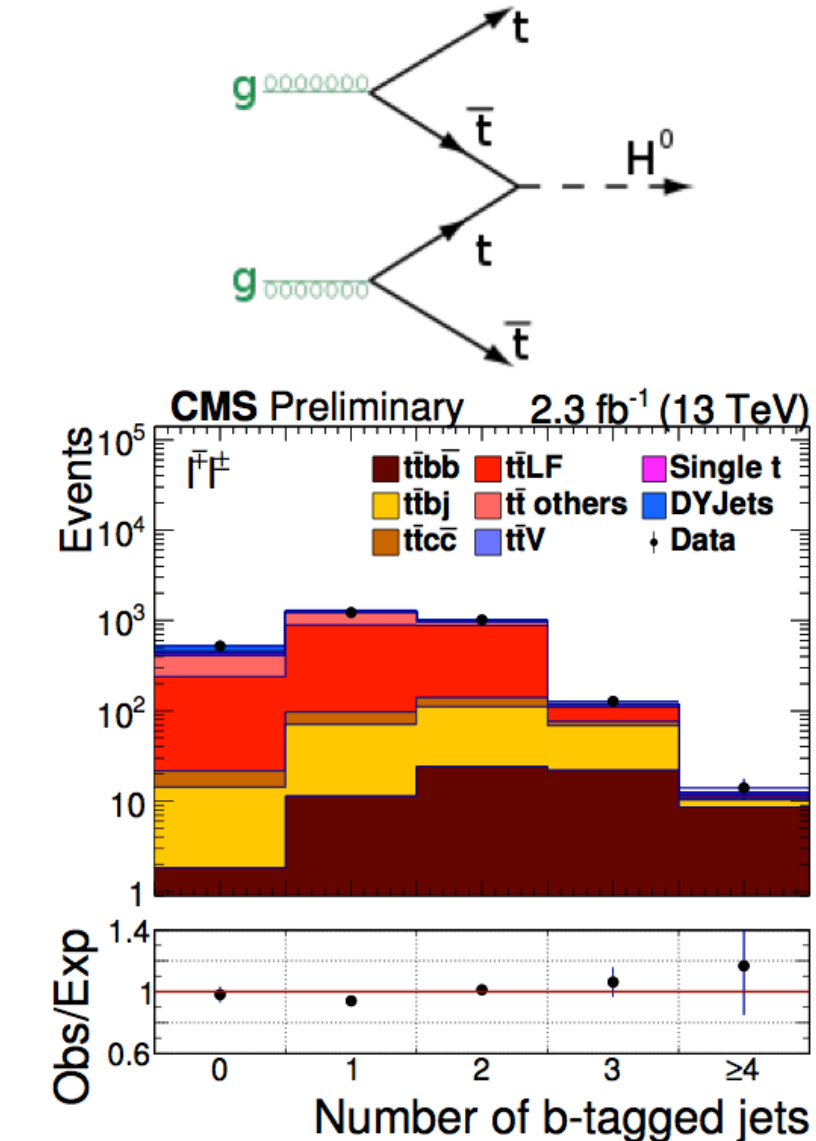 t
g
t̅
H⁰
t
g
t̅
CMS Preliminary 2.3 fb⁻¹ (13 TeV)
Events
10⁵
10⁴
10³
10²
10
1
l∓l±
tt̅bb̅ tt̅LF Single t
tt̅bj tt̅ others DYJets
tt̅cc̅ tt̅V Data
Obs/Exp
1.4
1
0.6
0 1 2 3 ≥4
Number of b-tagged jets